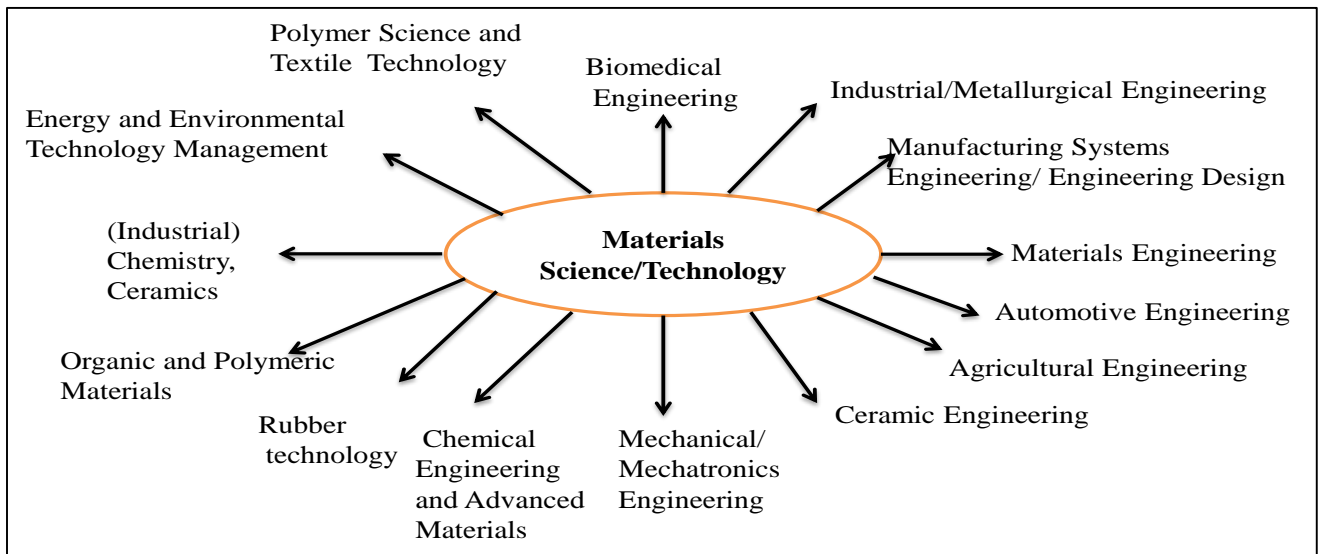 Polymer Science and
Textile Technology
Biomedical
Engineering
Industrial/Metallurgical Engineering
Energy and Environmental
Technology Management
Manufacturing Systems
Engineering/ Engineering Design
(Industrial)
Chemistry,
Ceramics
Materials
Science/Technology
Materials Engineering
Automotive Engineering
Organic and Polymeric
Materials
Agricultural Engineering
Rubber
technology
Chemical
Engineering
and Advanced
Materials
Mechanical/
Mechatronics
Engineering
Ceramic Engineering